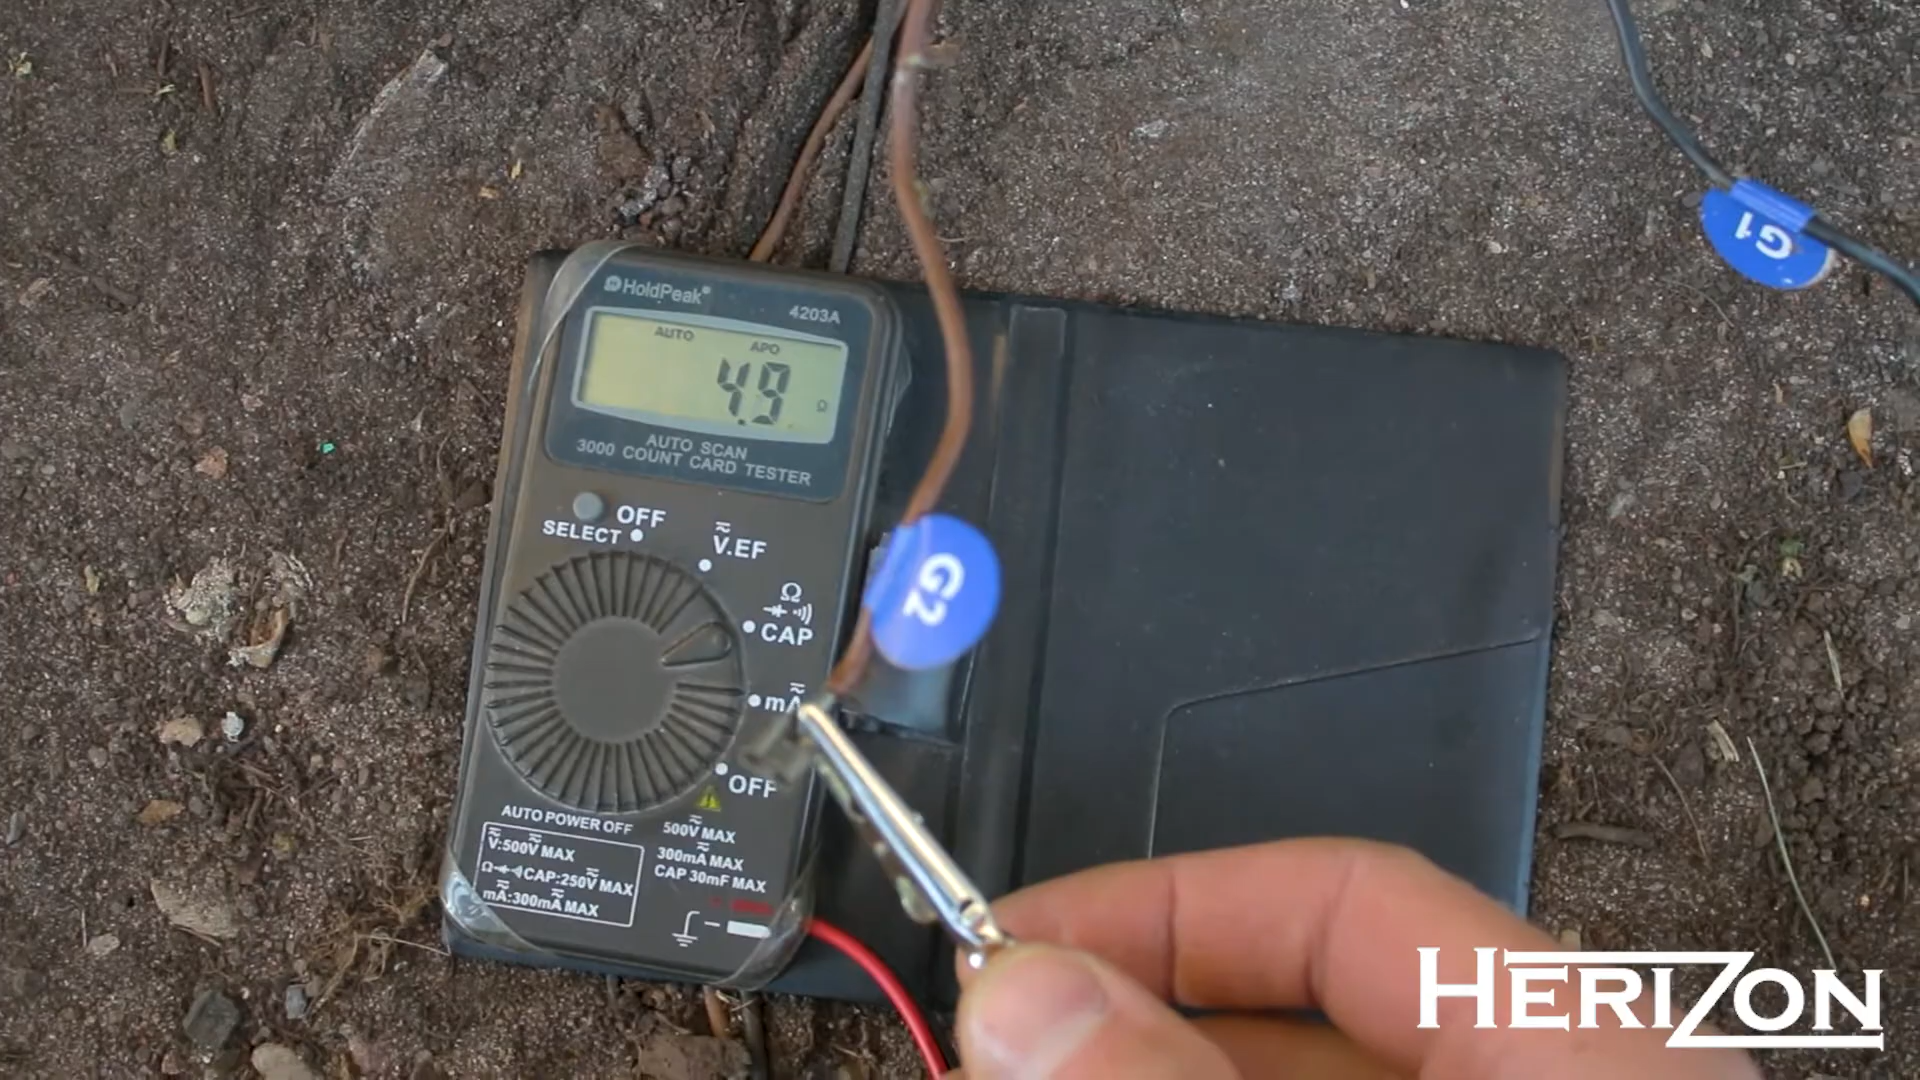 HoldPeak®
4203A
AUTO
APO
4.9
Ω
AUTO SCAN
3000 COUNT CARD TESTER
SELECT
OFF
V.EF
Ω
CAP
mA
OFF
AUTO POWER OFF
V:500V MAX
Ω CAP:250V MAX
mA:300mA MAX
500V MAX
300mA MAX
CAP 30mF MAX
G1
G2
HERIZON